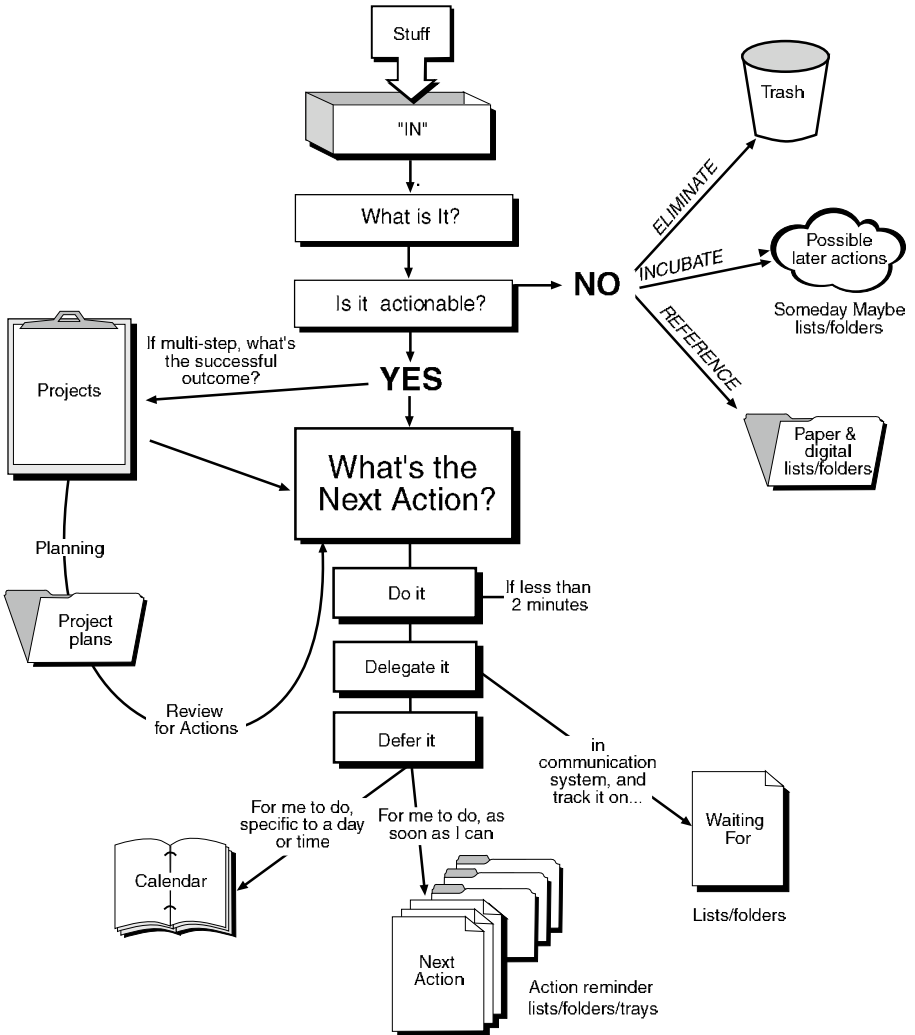 Stuff
"IN"
What is It?
Is it actionable?
NO
ELIMINATE
Trash
INCUBATE
Possible
later actions
Someday Maybe
lists/folders
REFERENCE
Paper &
digital
lists/folders
YES
If multi-step, what's
the successful
outcome?
Projects
What's the
Next Action?
Planning
Project
plans
Review
for Actions
Do it
If less than
2 minutes
Delegate it
Defer it
in
communication
system, and
track it on...
Waiting
For
Lists/folders
For me to do,
specific to a day
or time
Calendar
For me to do, as
soon as I can
Next
Action
Action reminder
lists/folders/trays